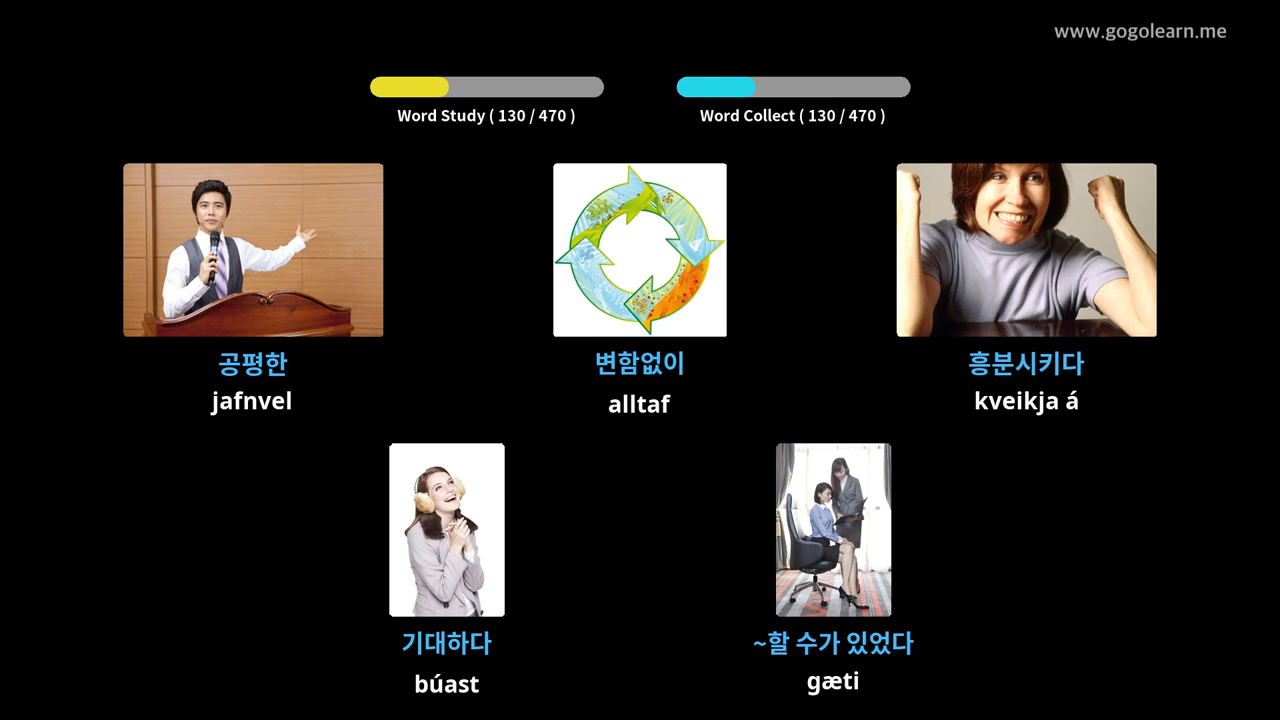 www.gogolearn.me
Word Study ( 130 / 470 )
Word Collect ( 130 / 470 )
공평한
jafnvel
변함없이
alltaf
흥분시키다
kveikja á
기대하다
búast
~할 수가 있었다
gæti